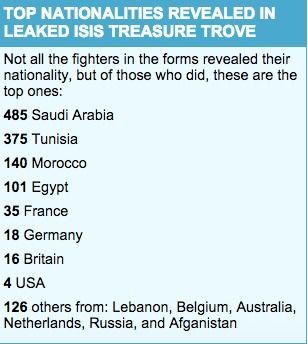 TOP NATIONALITIES REVEALED IN
LEAKED ISIS TREASURE TROVE
Not all the fighters in the forms revealed their
nationality, but of those who did, these are the
top ones:
485 Saudi Arabia
375 Tunisia
140 Morocco
101 Egypt
35 France
18 Germany
16 Britain
4 USA
126 others from: Lebanon, Belgium, Australia,
Netherlands, Russia, and Afganistan